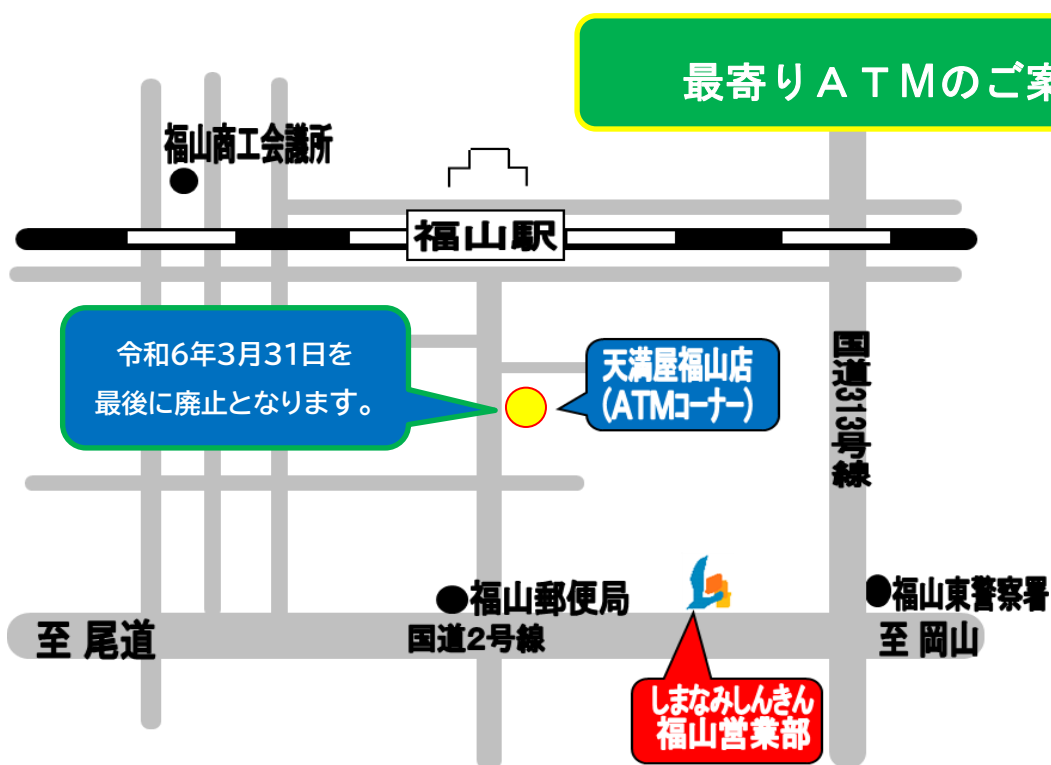 最寄りＡＴＭのご案
福山商工会議所
福山駅
令和6年3月31日を
最後に廃止となります。
天満屋福山店
(ATMコーナー)
国道313号線
福山郵便局
福山東警察署
至 尾道
国道2号線
至 岡山
しまなみしんきん
福山営業部